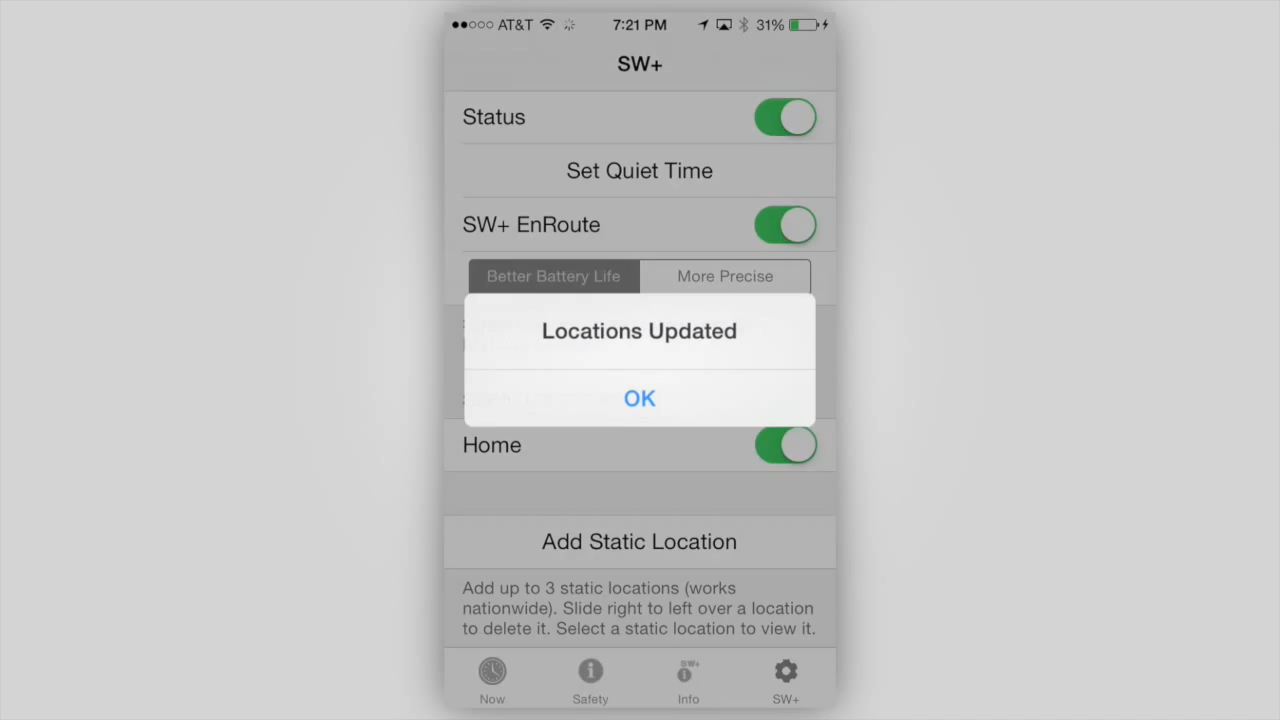 AT&T 7:21 PM 31%
SW+
Status
Set Quiet Time
SW+ EnRoute
Better Battery Life More Precise
Locations Updated
OK
Home
Add Static Location
Add up to 3 static locations (works
nationwide). Slide right to left over a location
to delete it. Select a static location to view it.
SW+
Now Safety Info SW+